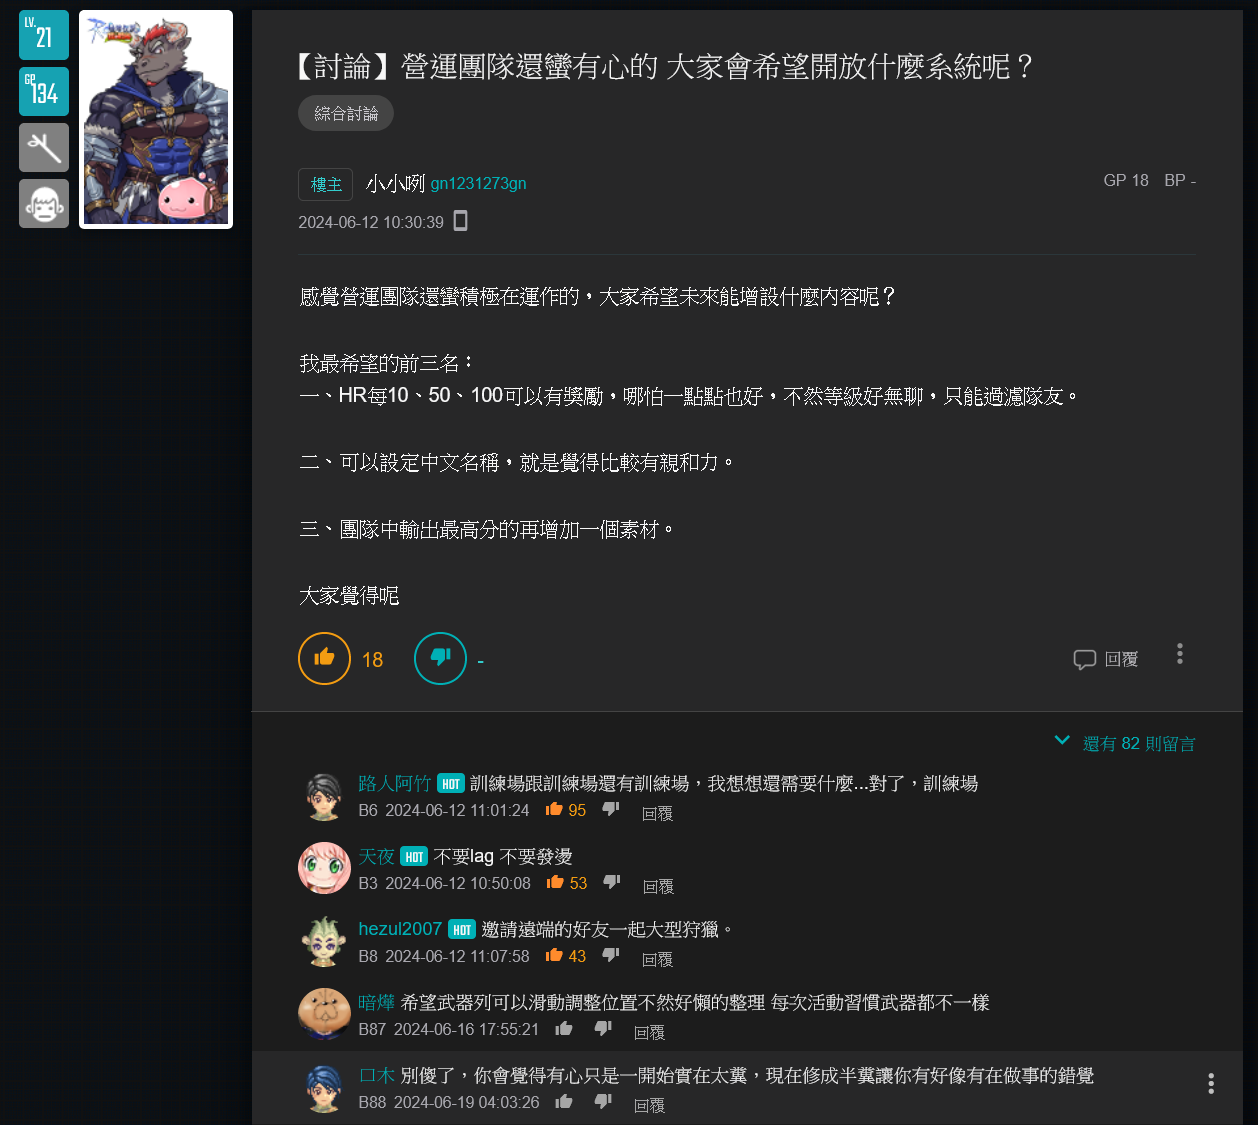 LV.
21
GP
134
【討論】營運團隊還蠻有心的 大家會希望開放什麼系統呢？
綜合討論
樓主 小小咧 gn1231273gn
GP 18 BP -
2024-06-12 10:30:39
感覺營運團隊還蠻積極在運作的，大家希望未來能增設什麼內容呢？
我最希望的前三名：
一、HR每10、50、100可以有獎勵，哪怕一點點也好，不然等級好無聊，只能過濾隊友。
二、可以設定中文名稱，就是覺得比較有親和力。
三、團隊中輸出最高分的再增加一個素材。
大家覺得呢
18 - 回覆
還有 82 則留言
路人阿竹 HOT 訓練場跟訓練場還有訓練場，我想想還需要什麼...對了，訓練場
B6 2024-06-12 11:01:24 95 回覆
天夜 HOT 不要lag 不要發燙
B3 2024-06-12 10:50:08 53 回覆
hezul2007 HOT 邀請遠端的好友一起大型狩獵。
B8 2024-06-12 11:07:58 43 回覆
暗燁 希望武器列可以滑動調整位置不然好懶的整理 每次活動習慣武器都不一樣
B87 2024-06-16 17:55:21 回覆
口木 別傻了，你會覺得有心只是一開始實在太糞，現在修成半糞讓你有好像有在做事的錯覺
B88 2024-06-19 04:03:26 回覆